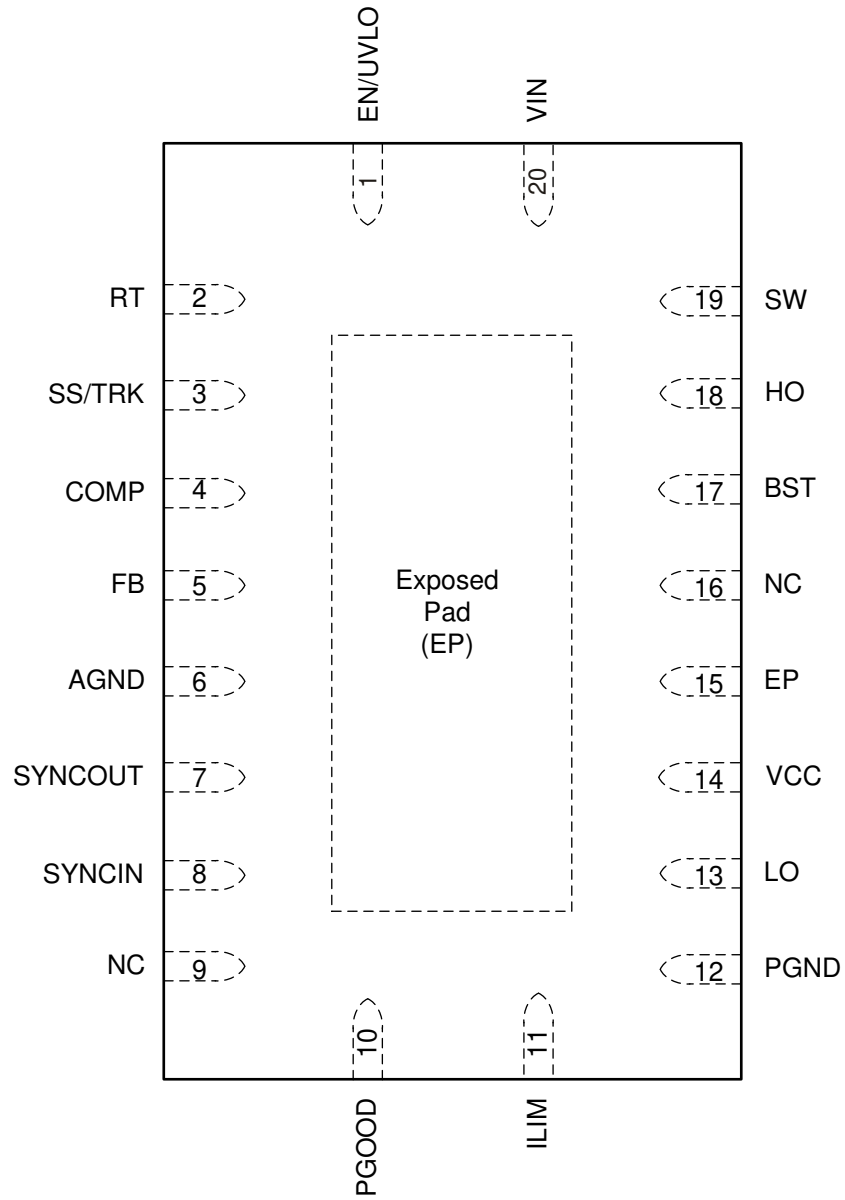 EN/UVLO
VIN
1
20
RT 2
19 SW
SS/TRK 3
18 HO
COMP 4
17 BST
FB 5
16 NC
Exposed
Pad
(EP)
AGND 6
15 EP
SYNCOUT 7
14 VCC
SYNCIN 8
13 LO
NC 9
12 PGND
10
11
PGOOD
ILIM